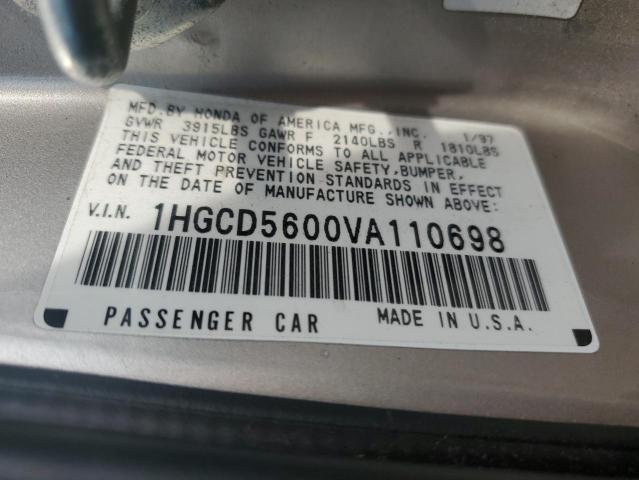 MFD.BY HONDA OF AMERICA MFG.,INC. 1/97
GVWR 3915LBS GAWR F 2140LBS R 1810LBS
THIS VEHICLE CONFORMS TO ALL APPLICABLE
FEDERAL MOTOR VEHICLE SAFETY,BUMPER,
AND THEFT PREVENTION STANDARDS IN EFFECT
ON THE DATE OF MANUFACTURE SHOWN ABOVE.
V.I.N. 1HGCD5600VA110698
PASSENGER CAR MADE IN U.S.A.